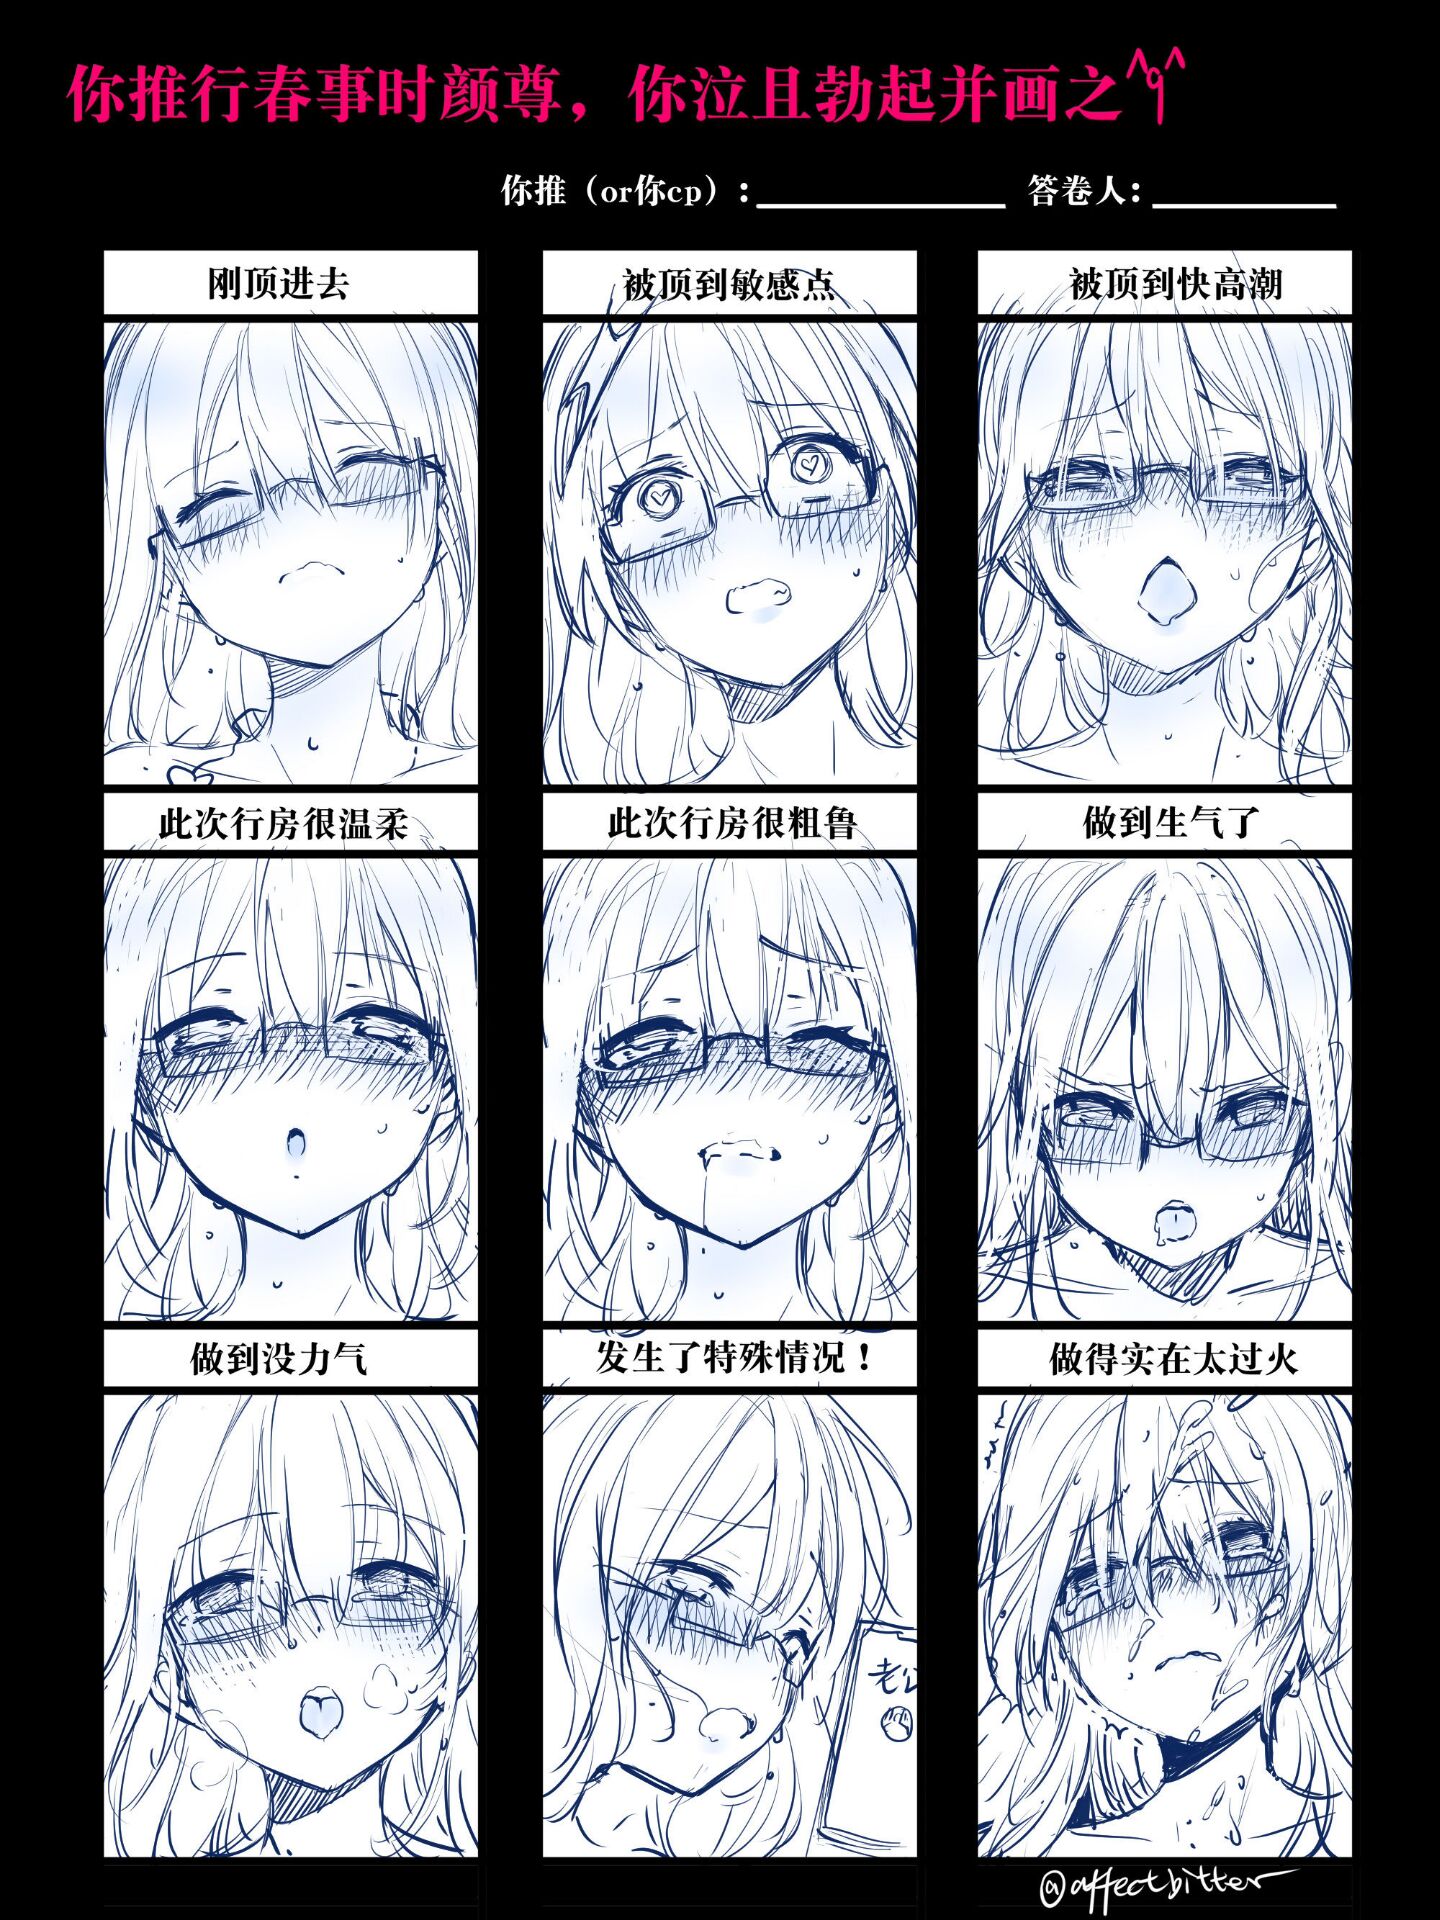 你推行春事时颜尊，你泣且勃起并画之^q^
你推（or你cp）：
答卷人：
刚顶进去
被顶到敏感点
被顶到快高潮
此次行房很温柔
此次行房很粗鲁
做到生气了
做到没力气
发生了特殊情况！
做得实在太过火
老公
@affectbitter